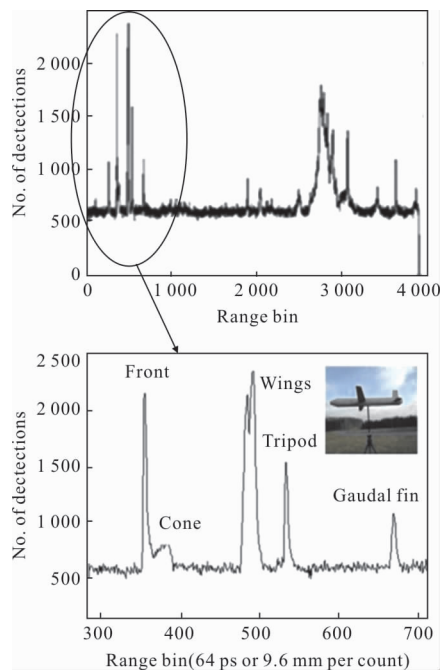 No. of dectections
2 000
1 500
1 000
500
0
0
1 000
2 000
3 000
4 000
Range bin
No. of dectections
2 500
2 000
1 500
1 000
500
Front
Cone
Wings
Tripod
Gaudal fin
300
400
500
600
700
Range bin(64 ps or 9.6 mm per count)